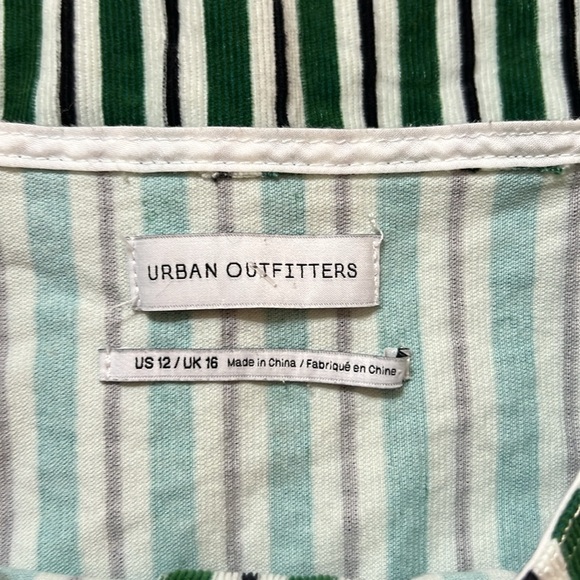 URBAN OUTFITTERS
US 12 / UK 16 Made in China / Fabriqué en Chine